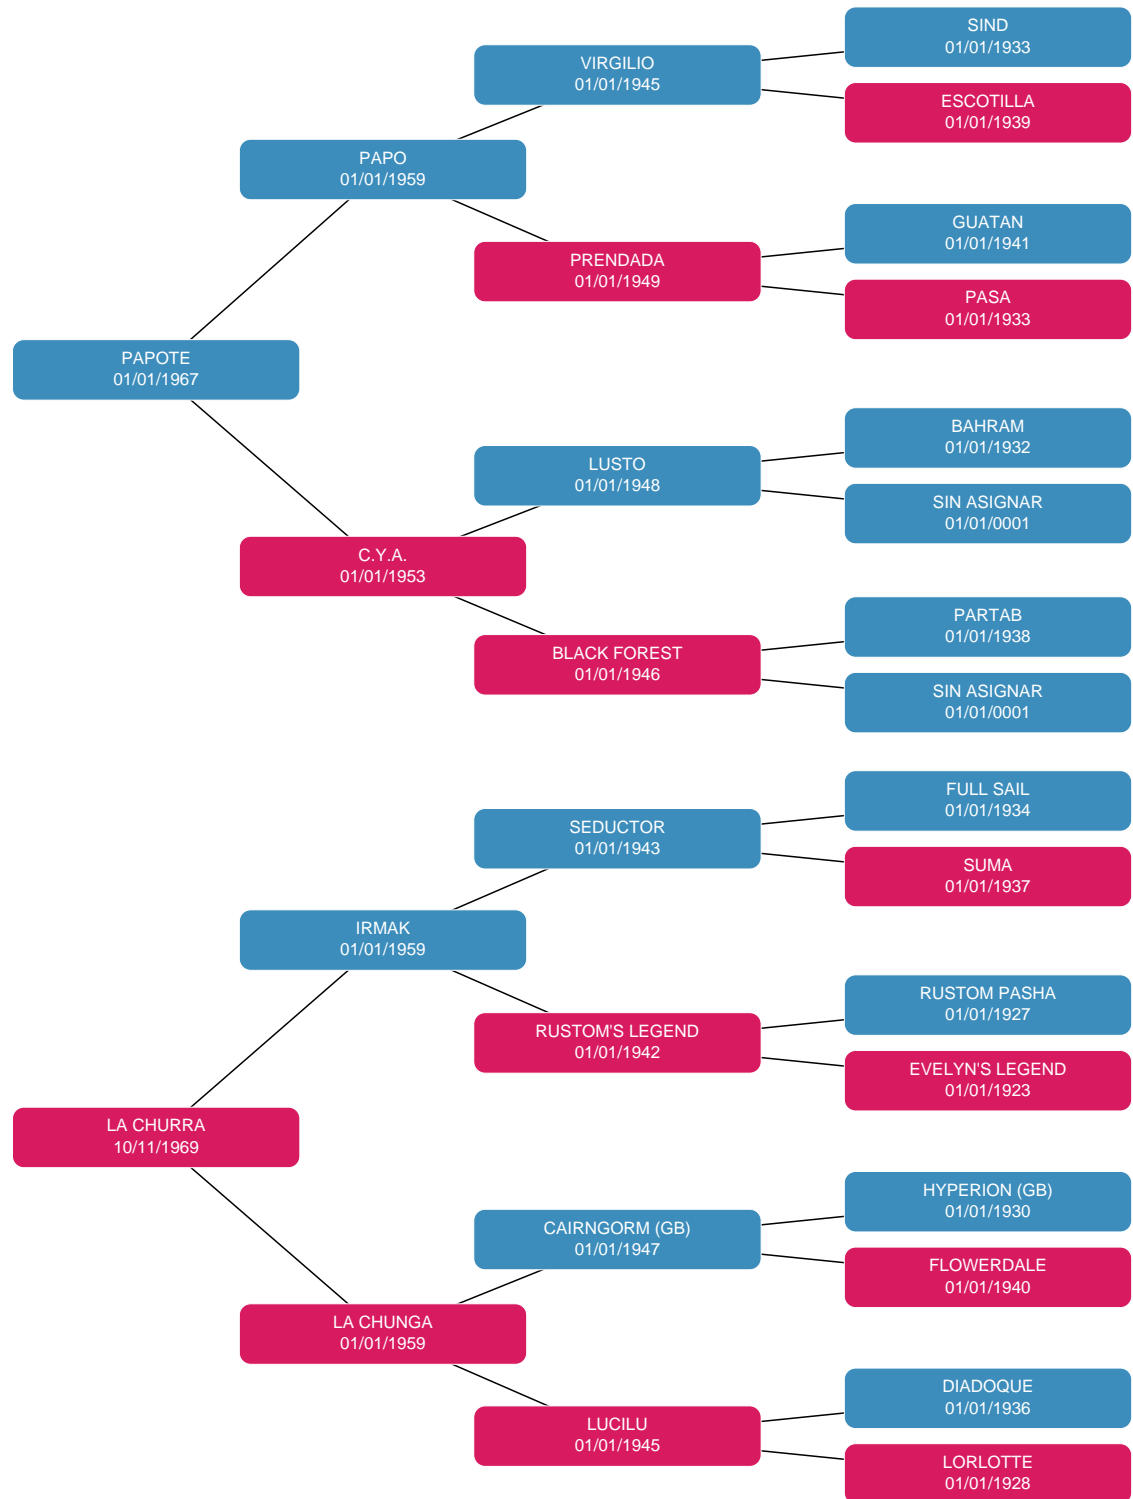 SIND
01/01/1933
VIRGILIO
01/01/1945
ESCOTILLA
01/01/1939
PAPO
01/01/1959
GUATAN
01/01/1941
PRENDADA
01/01/1949
PASA
01/01/1933
PAPOTE
01/01/1967
BAHRAM
01/01/1932
LUSTO
01/01/1948
SIN ASIGNAR
01/01/0001
C.Y.A.
01/01/1953
PARTAB
01/01/1938
BLACK FOREST
01/01/1946
SIN ASIGNAR
01/01/0001
FULL SAIL
01/01/1934
SEDUCTOR
01/01/1943
SUMA
01/01/1937
IRMAK
01/01/1959
RUSTOM PASHA
01/01/1927
RUSTOM'S LEGEND
01/01/1942
EVELYN'S LEGEND
01/01/1923
LA CHURRA
10/11/1969
HYPERION (GB)
01/01/1930
CAIRNGORM (GB)
01/01/1947
FLOWERDALE
01/01/1940
LA CHUNGA
01/01/1959
DIADOQUE
01/01/1936
LUCILU
01/01/1945
LORLOTTE
01/01/1928